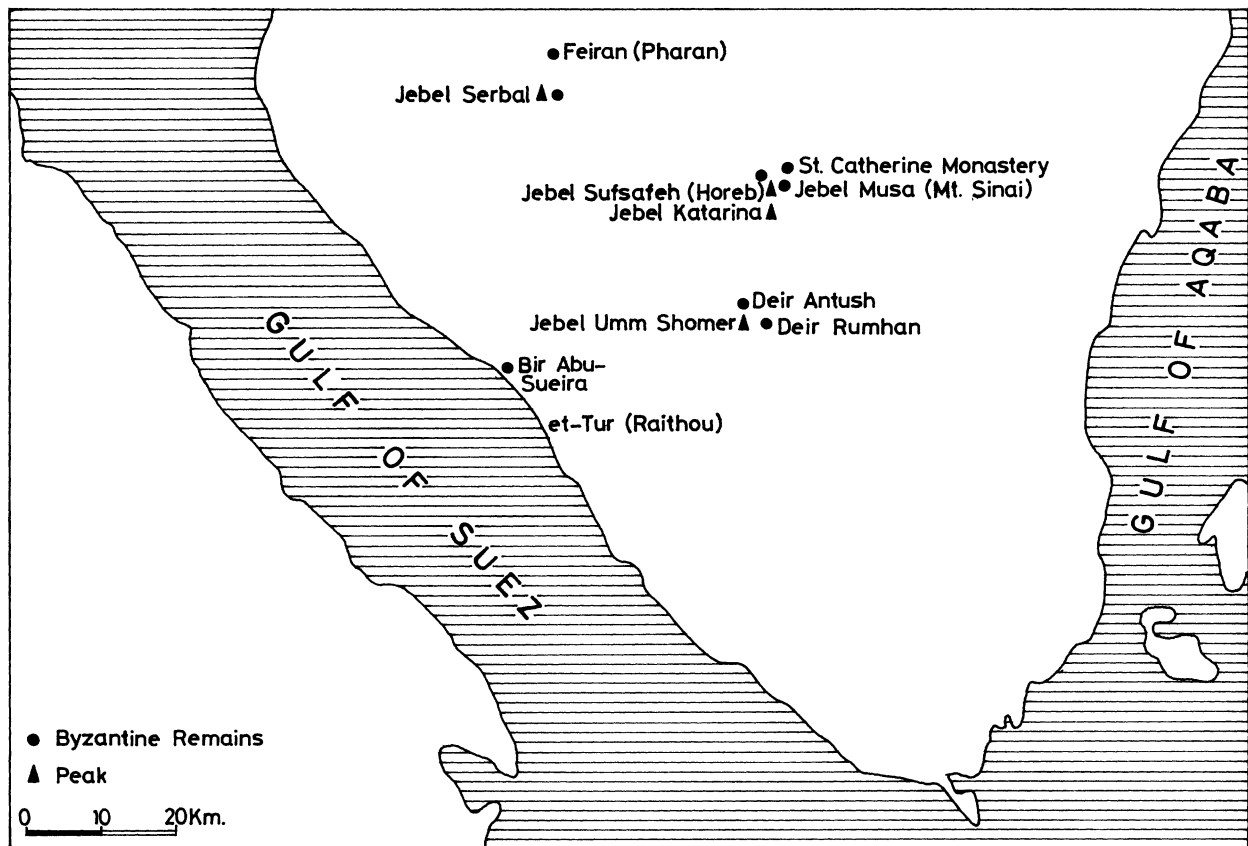 Feiran (Pharan)
Jebel Serbal
St. Catherine Monastery
Jebel Sufsafeh (Horeb)
Jebel Musa (Mt. Sinai)
Jebel Katarina
Deir Antush
Jebel Umm Shomer
Deir Rumhan
Bir Abu-
Sueira
et-Tur (Raithou)
GULF OF SUEZ
GULF OF AQABA
Byzantine Remains
Peak
0 10 20Km.